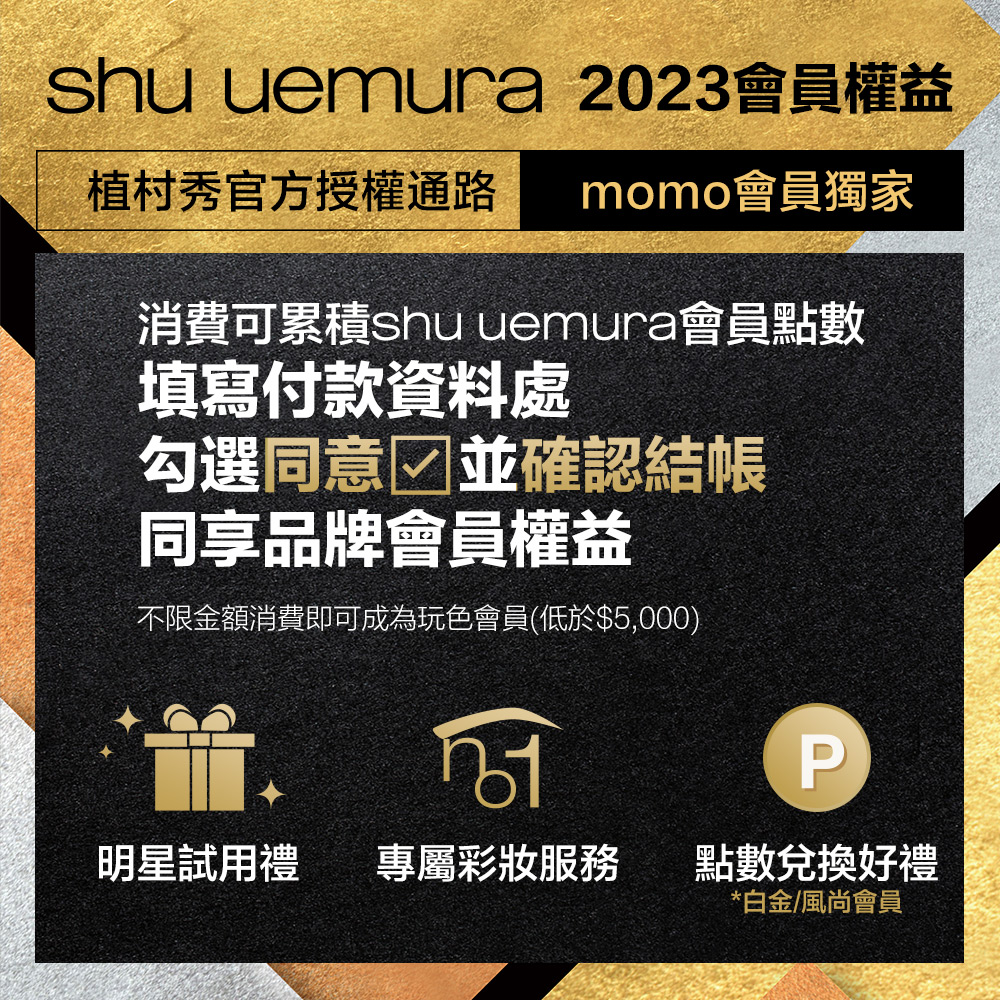 shu uemura 2023會員權益
植村秀官方授權通路 momo會員獨家
消費可累積shu uemura會員點數
填寫付款資料處
勾選同意☑並確認結帳
同享品牌會員權益
不限金額消費即可成為玩色會員(低於$5,000)
no1
P
明星試用禮 專屬彩妝服務 點數兌換好禮
*白金/風尚會員